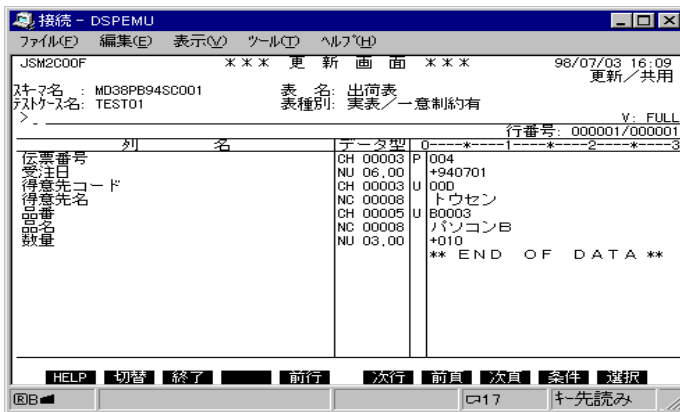 接続 - DSPEMU
ファイル(F) 編集(E) 表示(V) ツール(T) ヘルプ(H)
JSM2C00F ＊＊＊ 更 新 画 面 ＊＊＊ 98/07/03 16:09
更新／共用
ｽｷｰﾏ名 : MD38PB94SC001 表 名: 出荷表
ﾃｽﾄｹｰｽ名: TEST01 表種別: 実表／一意制約有
>_ V: FULL
行番号: 000001/000001
列 名 データ型 0----*----1----*----2----*----3
伝票番号 CH 00003 P 004
受注日 NU 06,00 +940701
得意先コード CH 00003 U 00D
得意先名 NC 00008 トウセン
品番 CH 00005 U B0003
品名 NC 00008 パソコンＢ
数量 NU 03,00 +010
** ＥＮＤ ＯＦ ＤＡＴＡ **
HELP 切替 終了 前行 次行 前頁 次頁 条件 選択
R B 17 ｷｰ先読み